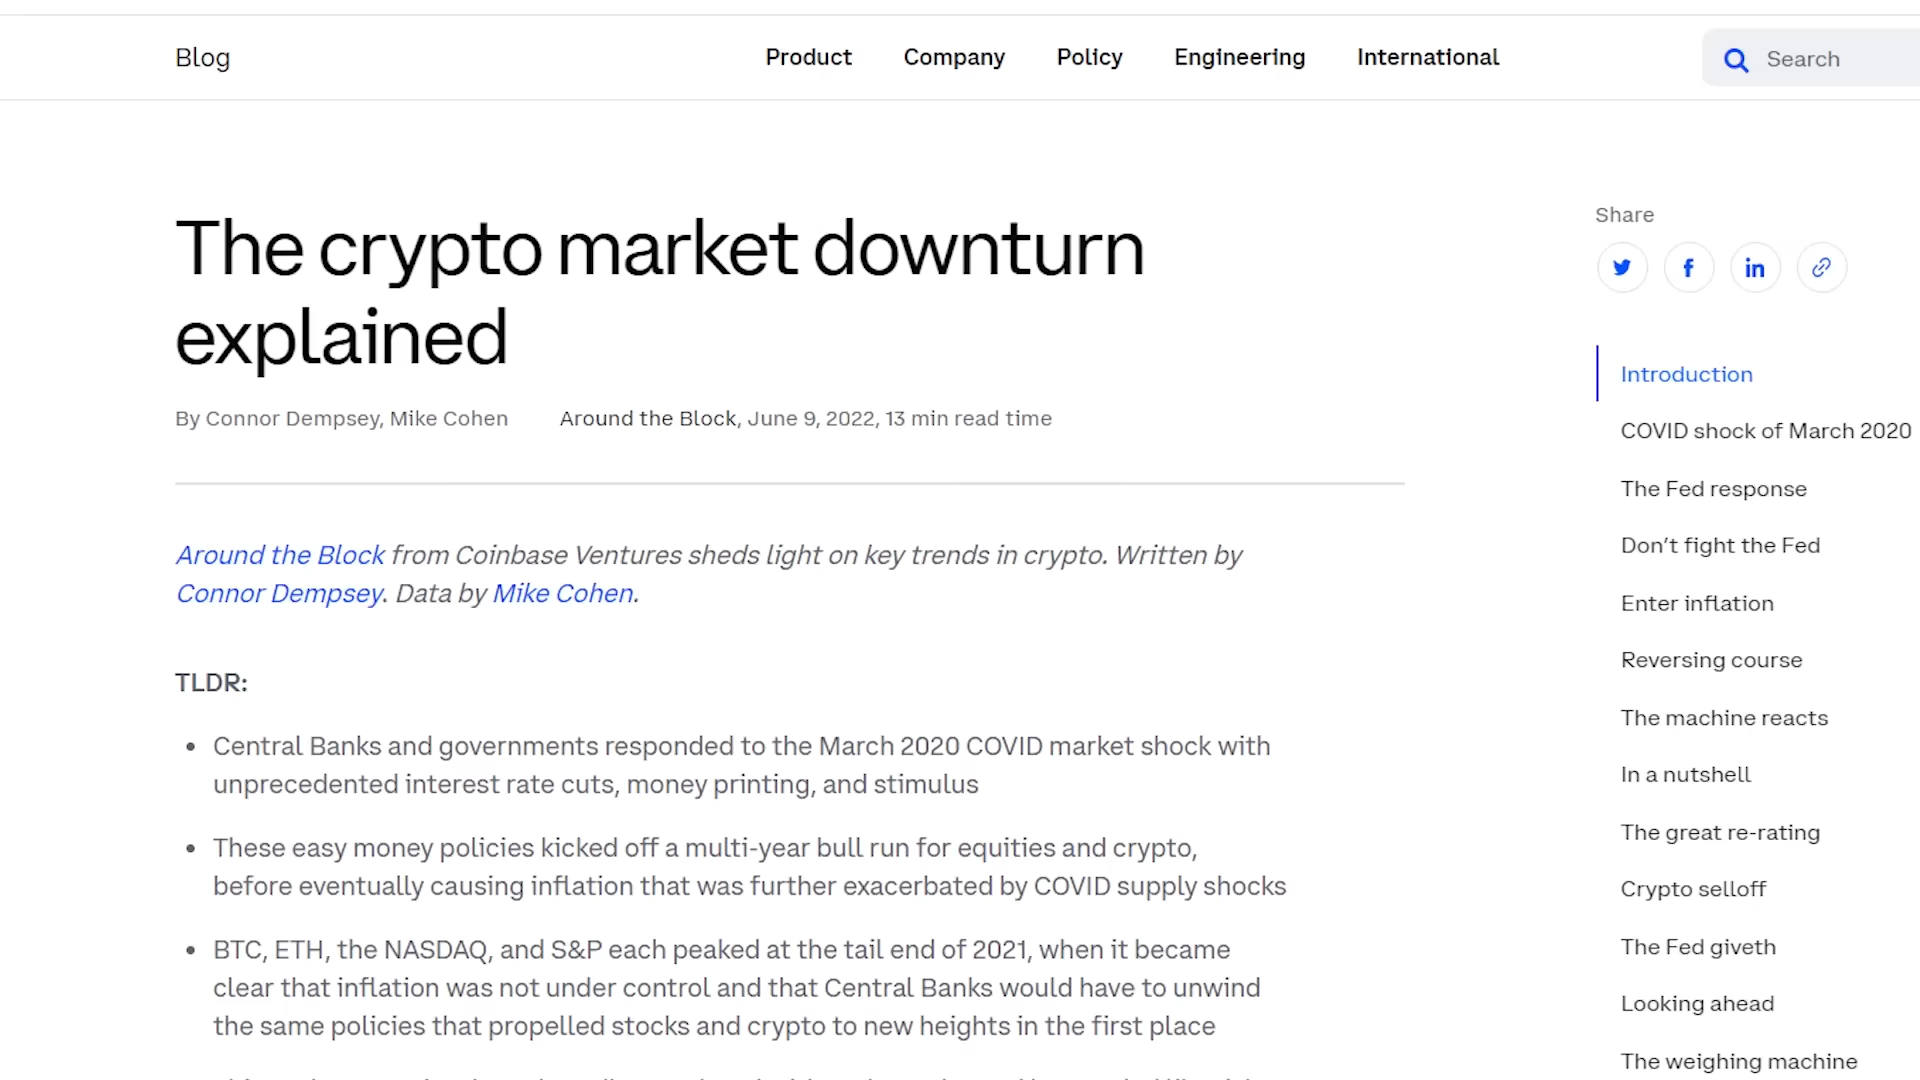 Blog
Product
Company
Policy
Engineering
International
Search
The crypto market downturn
explained
By Connor Dempsey, Mike Cohen
Around the Block, June 9, 2022, 13 min read time
Around the Block from Coinbase Ventures sheds light on key trends in crypto. Written by
Connor Dempsey. Data by Mike Cohen.
TLDR:
• Central Banks and governments responded to the March 2020 COVID market shock with
unprecedented interest rate cuts, money printing, and stimulus
• These easy money policies kicked off a multi-year bull run for equities and crypto,
before eventually causing inflation that was further exacerbated by COVID supply shocks
• BTC, ETH, the NASDAQ, and S&P each peaked at the tail end of 2021, when it became
clear that inflation was not under control and that Central Banks would have to unwind
the same policies that propelled stocks and crypto to new heights in the first place
Share
Introduction
COVID shock of March 2020
The Fed response
Don’t fight the Fed
Enter inflation
Reversing course
The machine reacts
In a nutshell
The great re-rating
Crypto selloff
The Fed giveth
Looking ahead
The weighing machine